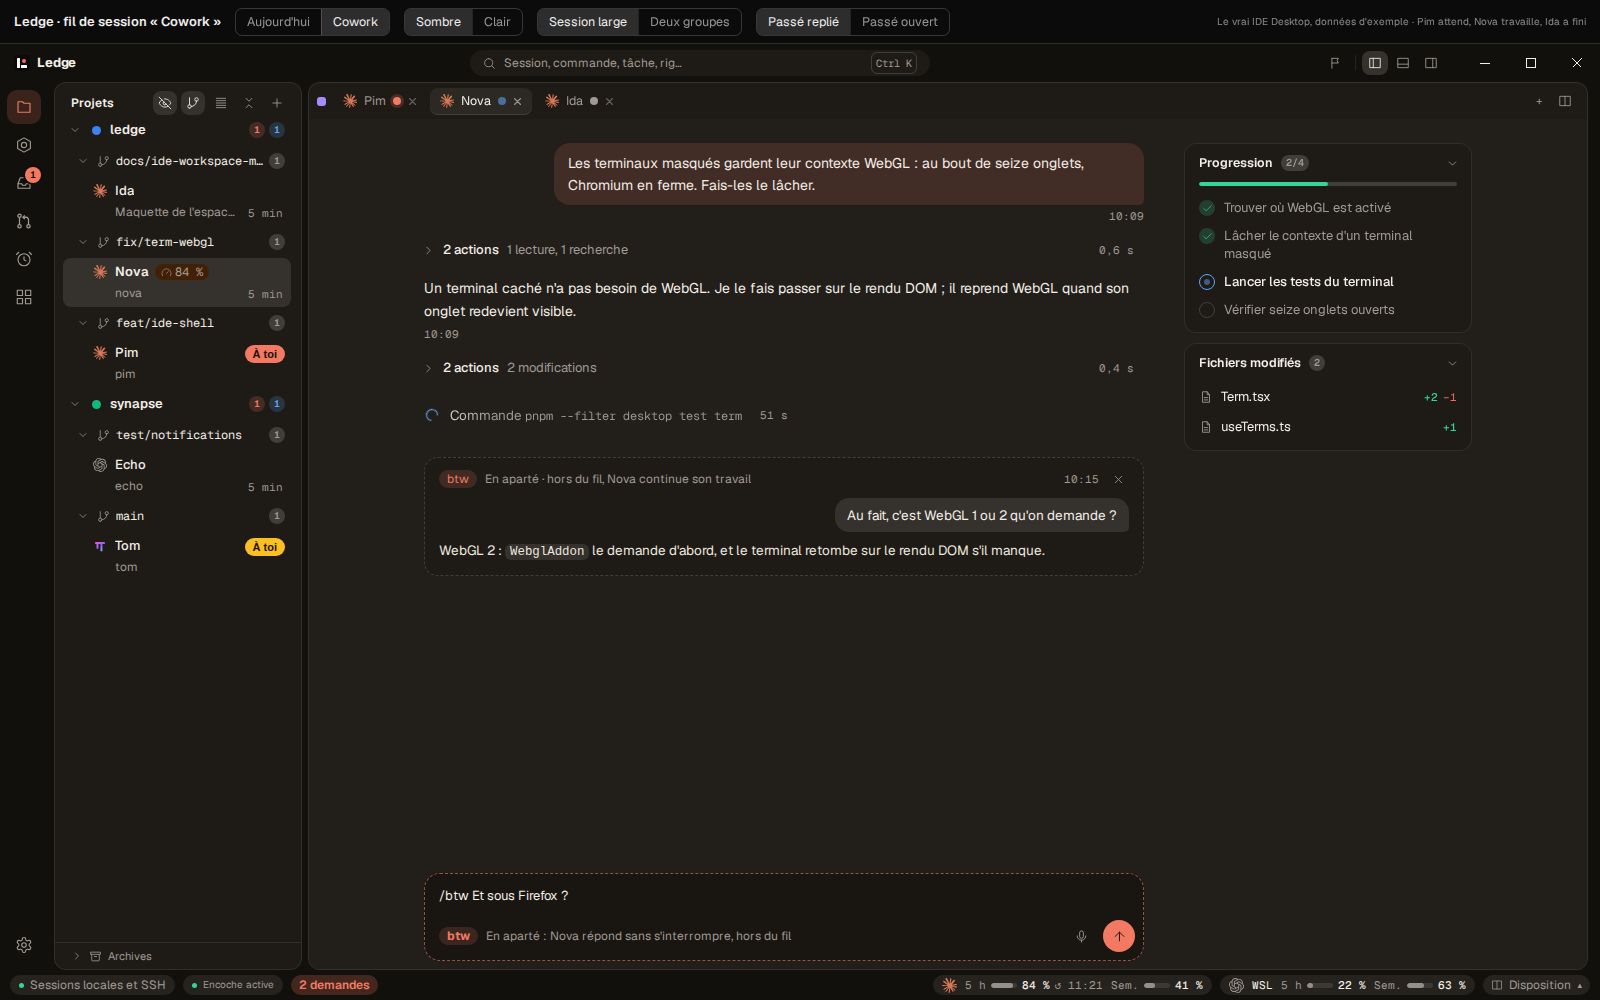 Ledge · fil de session « Cowork »
Aujourd'hui Cowork
Sombre Clair
Session large Deux groupes
Passé replié Passé ouvert
Le vrai IDE Desktop, données d'exemple · Pim attend, Nova travaille, Ida a fini
Ledge
Session, commande, tâche, rig... Ctrl K
Projets
ledge 1 1
docs/ide-workspace-m... 1
Ida
Maquette de l'espac... 5 min
fix/term-webgl 1
Nova 84 %
nova 5 min
feat/ide-shell 1
Pim À toi
pim
synapse 1 1
test/notifications 1
Echo
echo 5 min
main 1
Tom À toi
tom
Archives
1
Pim
Nova
Ida
Les terminaux masqués gardent leur contexte WebGL : au bout de seize onglets,
Chromium en ferme. Fais-les le lâcher.
10:09
2 actions 1 lecture, 1 recherche 0,6 s
Un terminal caché n'a pas besoin de WebGL. Je le fais passer sur le rendu DOM ; il reprend WebGL quand son
onglet redevient visible.
10:09
2 actions 2 modifications 0,4 s
Commande pnpm --filter desktop test term 51 s
btw En aparté · hors du fil, Nova continue son travail 10:15
Au fait, c'est WebGL 1 ou 2 qu'on demande ?
WebGL 2 : WebglAddon le demande d'abord, et le terminal retombe sur le rendu DOM s'il manque.
/btw Et sous Firefox ?
btw En aparté : Nova répond sans s'interrompre, hors du fil
Progression 2/4
Trouver où WebGL est activé
Lâcher le contexte d'un terminal
masqué
Lancer les tests du terminal
Vérifier seize onglets ouverts
Fichiers modifiés 2
Term.tsx +2 −1
useTerms.ts +1
Sessions locales et SSH
Encoche active
2 demandes
5 h 84 % ↺ 11:21 Sem. 41 %
WSL 5 h 22 % Sem. 63 %
Disposition